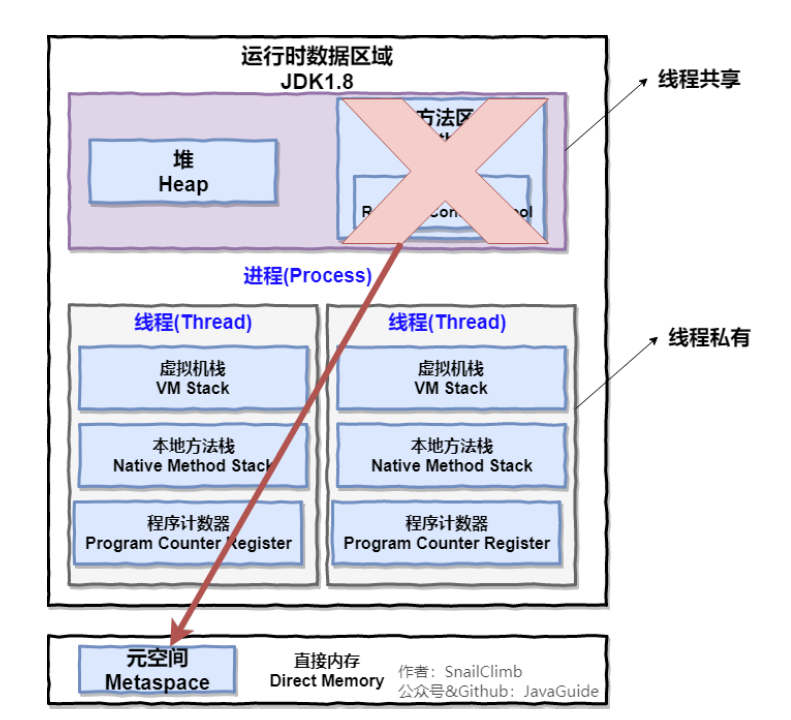 运行时数据区域
JDK1.8
线程共享
堆
Heap
方法区
进程(Process)
线程(Thread)
线程(Thread)
线程私有
虚拟机栈
VM Stack
虚拟机栈
VM Stack
本地方法栈
Native Method Stack
本地方法栈
Native Method Stack
程序计数器
Program Counter Register
程序计数器
Program Counter Register
元空间
Metaspace
直接内存
Direct Memory
作者：SnailClimb
公众号&Github：JavaGuide